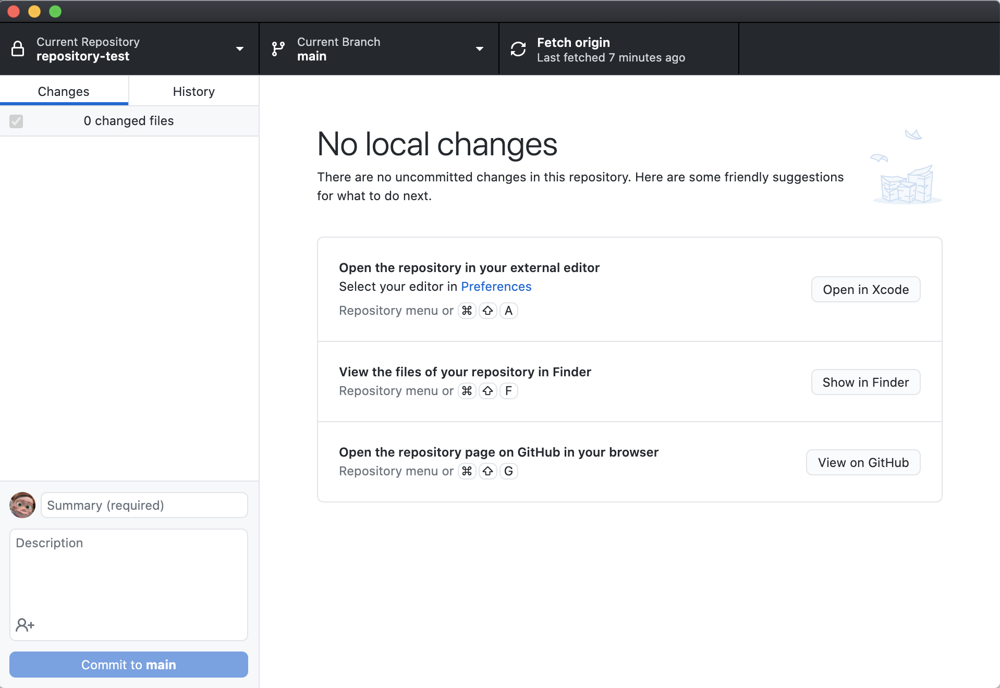 Current Repository
repository-test
Current Branch
main
Fetch origin
Last fetched 7 minutes ago
Changes
History
0 changed files
No local changes
There are no uncommitted changes in this repository. Here are some friendly suggestions
for what to do next.
Open the repository in your external editor
Select your editor in Preferences
Repository menu or ⌘ ⇧ A
Open in Xcode
View the files of your repository in Finder
Repository menu or ⌘ ⇧ F
Show in Finder
Open the repository page on GitHub in your browser
Repository menu or ⌘ ⇧ G
View on GitHub
Summary (required)
Description
Commit to main